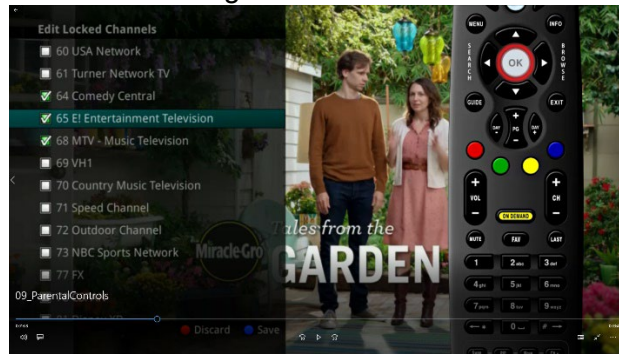 Edit Locked Channels
60 USA Network
61 Turner Network TV
64 Comedy Central
65 E! Entertainment Television
68 MTV - Music Television
69 VH1
70 Country Music Television
71 Speed Channel
72 Outdoor Channel
73 NBC Sports Network
77 FX
Discard
Save
09_ParentalControls
Miracle-Gro
Tales from the
GARDEN
MENU
INFO
SEARCH
BROWSE
OK
GUIDE
EXIT
+
DAY -
PG
DAY +
-
+
VOL
-
ON DEMAND
+
CH
-
MUTE
FAV
LAST
1
2 abc
3 def
4 ghi
5 jkl
6 mno
7 pqrs
8 tuv
9 wxyz
0